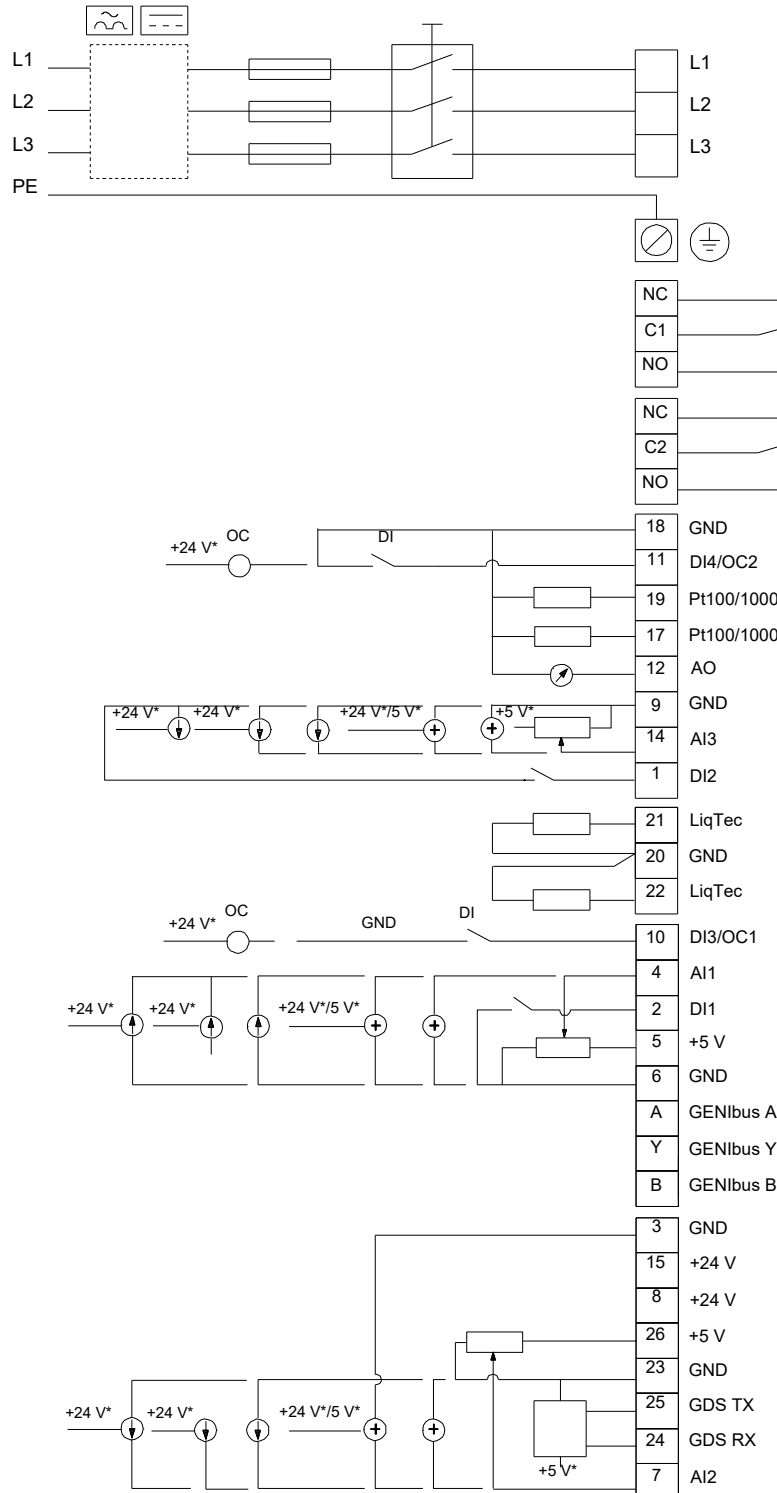 L1 L1
L2 L2
L3 L3
PE
NC
C1
NO
NC
C2
NO
18 GND
+24 V* OC DI 11 DI4/OC2
19 Pt100/1000
17 Pt100/1000
12 AO
9 GND
+24 V* +24 V* +24 V*/5 V* +5 V*
14 AI3
1 DI2
21 LiqTec
20 GND
22 LiqTec
+24 V* OC GND DI 10 DI3/OC1
4 AI1
+24 V* +24 V* +24 V*/5 V* 2 DI1
5 +5 V
6 GND
A GENIbus A
Y GENIbus Y
B GENIbus B
3 GND
15 +24 V
8 +24 V
26 +5 V
23 GND
+24 V* +24 V* +24 V*/5 V* 25 GDS TX
24 GDS RX
+5 V* 7 AI2